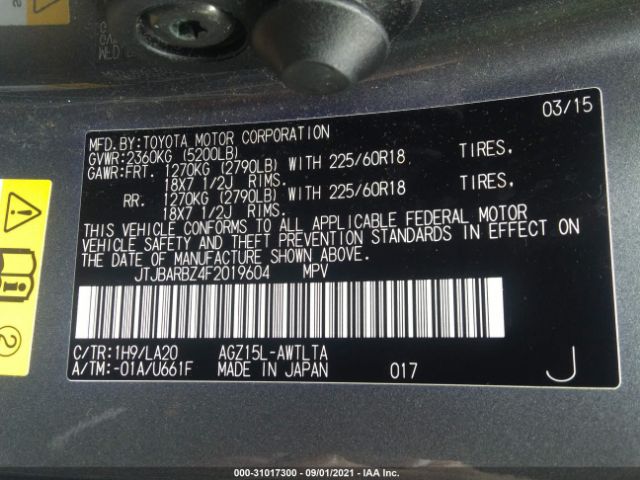 03/15
MFD.BY:TOYOTA MOTOR CORPORATION
GVWR:2360KG (5200LB)
GAWR:FRT. 1270KG (2790LB) WITH 225/60R18 TIRES,
18X7 1/2J RIMS.
RR. 1270KG (2790LB) WITH 225/60R18 TIRES,
18X7 1/2J RIMS.
THIS VEHICLE CONFORMS TO ALL APPLICABLE FEDERAL MOTOR
VEHICLE SAFETY AND THEFT PREVENTION STANDARDS IN EFFECT ON
THE DATE OF MANUFACTURE SHOWN ABOVE.
JTJBARBZ4F2019604 MPV
C/TR:1H9/LA20 AGZ15L-AWTLTA
A/TM:-01A/U661F MADE IN JAPAN 017 J
000-31017300 - 09/01/2021 - IAA Inc.